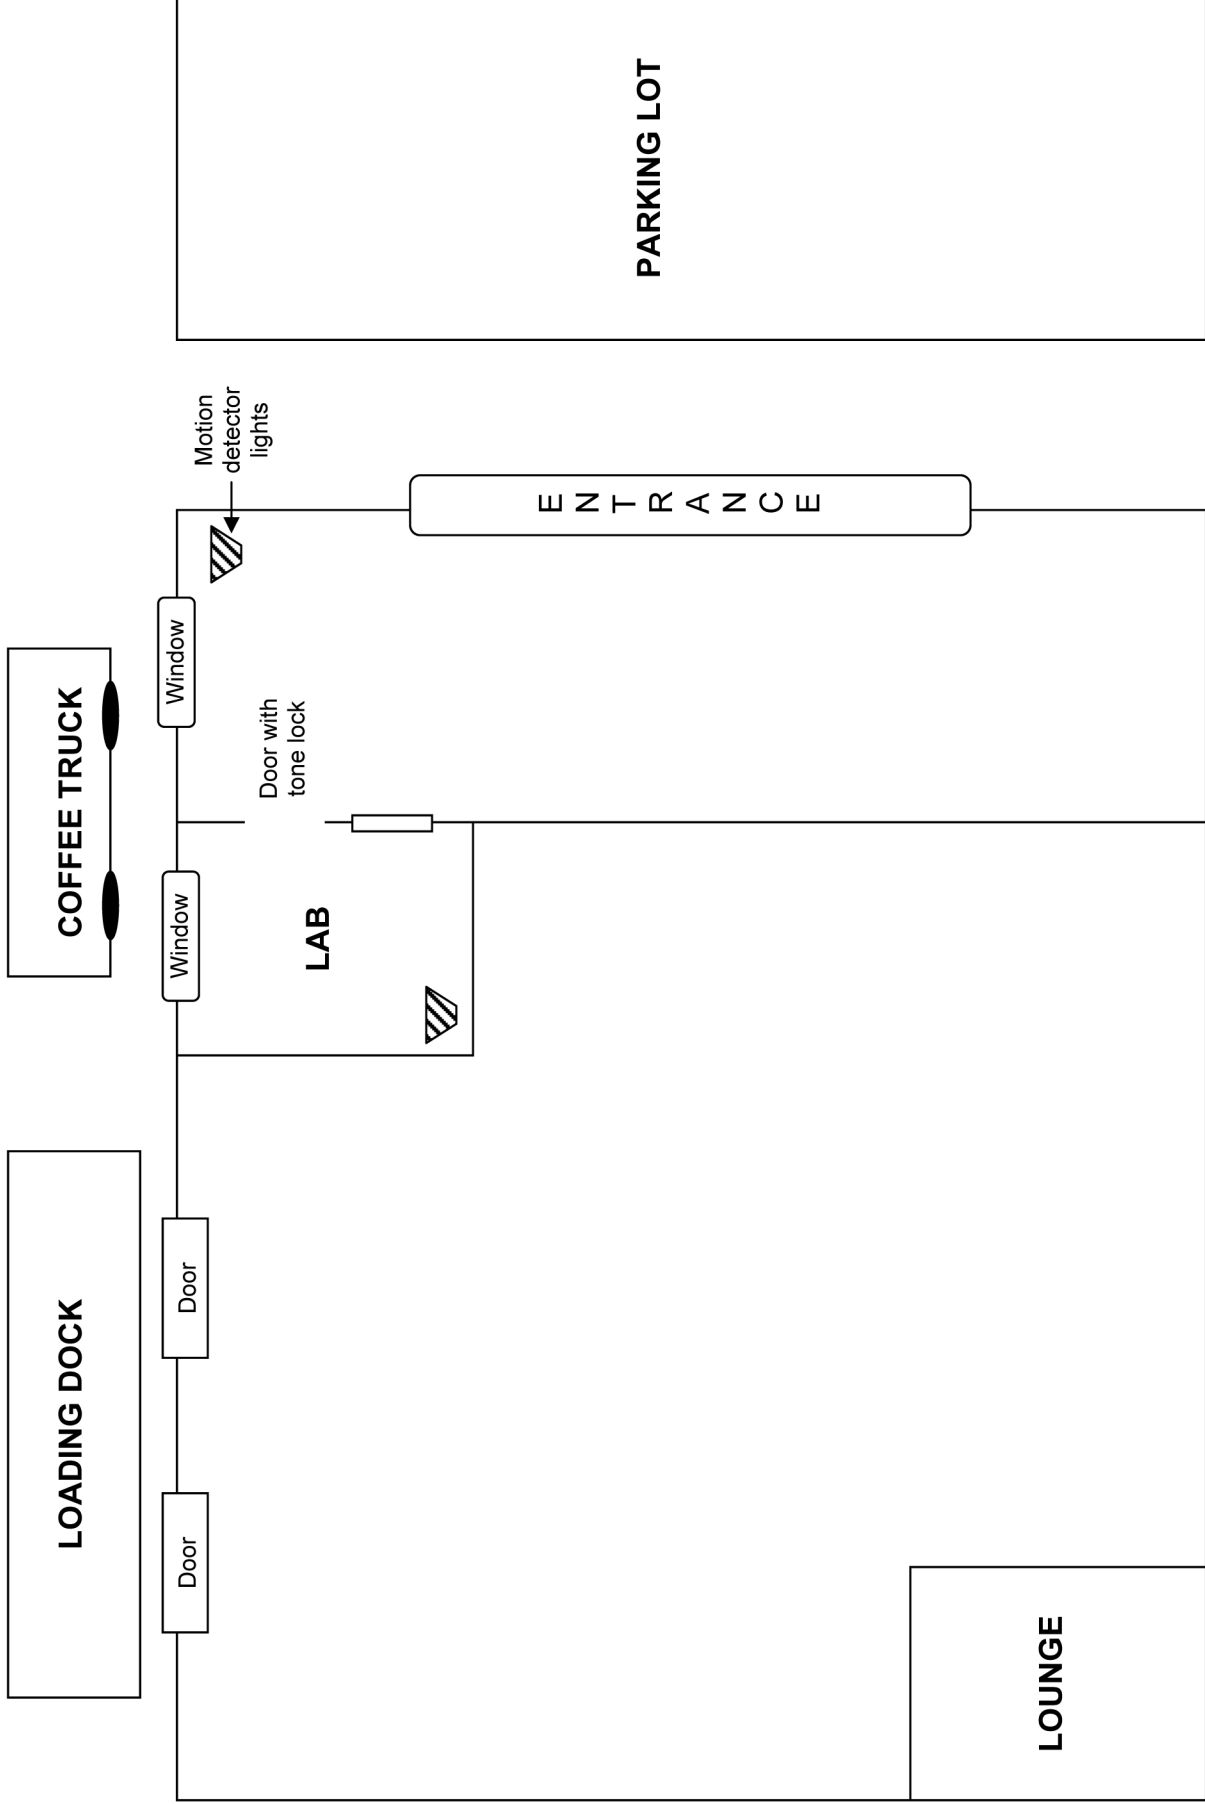 LOADING DOCK
COFFEE TRUCK
Door
Door
Window
Window
Motion
detector
lights
Door with
tone lock
LAB
ENTRANCE
PARKING LOT
LOUNGE